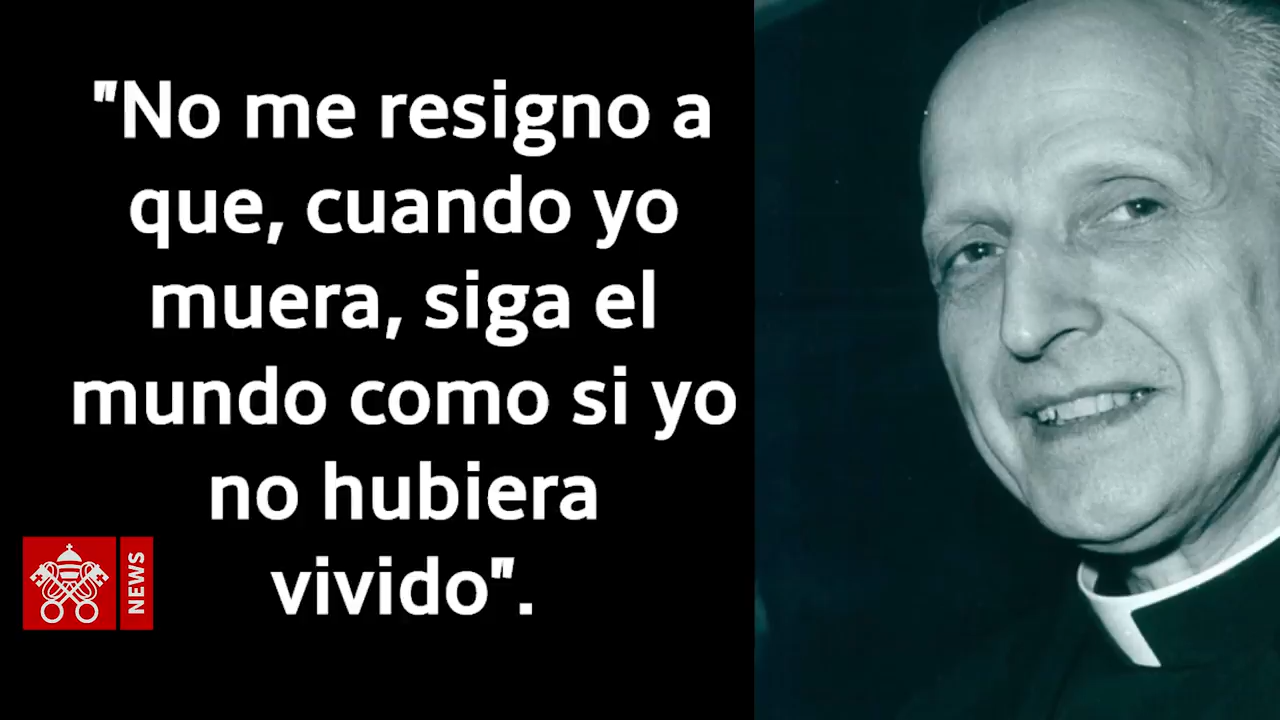 "No me resigno a
que, cuando yo
muera, siga el
mundo como si yo
no hubiera
vivido".
NEWS